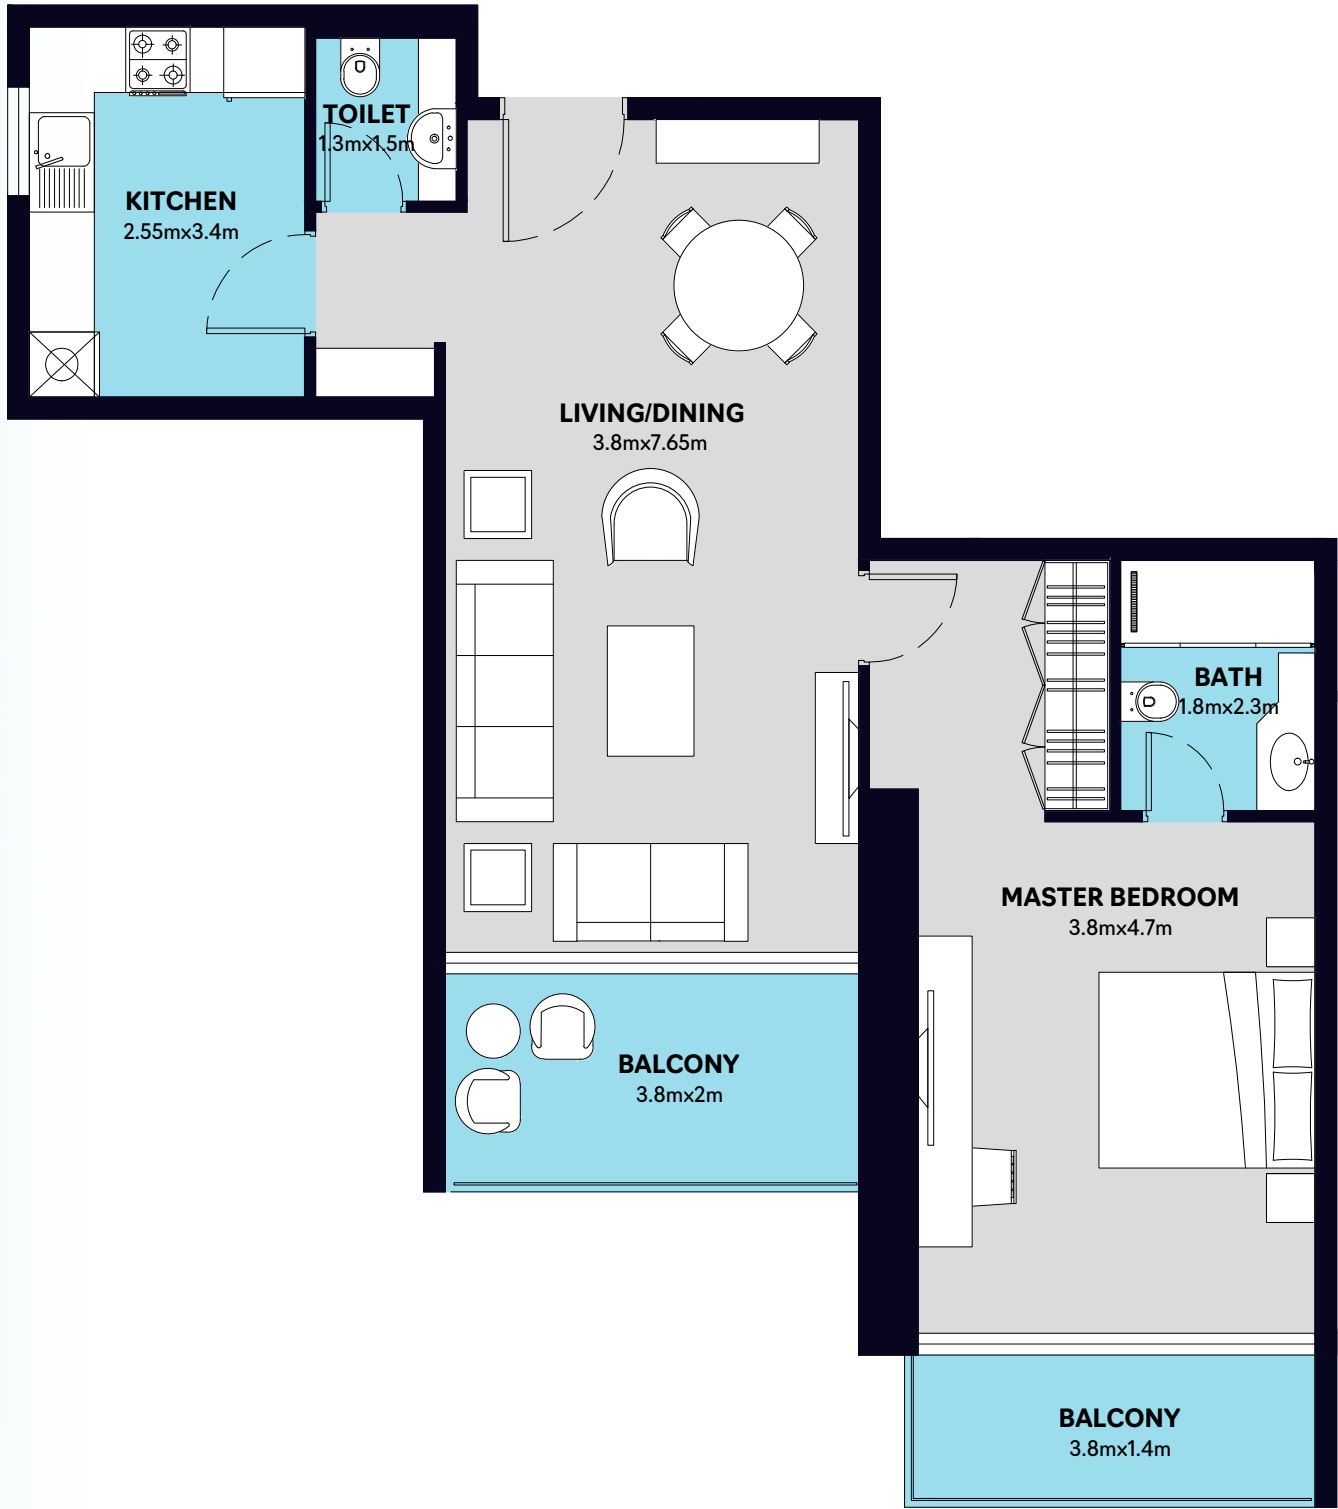 TOILET
1.3mx1.5m
KITCHEN
2.55mx3.4m
LIVING/DINING
3.8mx7.65m
BATH
1.8mx2.3m
MASTER BEDROOM
3.8mx4.7m
BALCONY
3.8mx2m
BALCONY
3.8mx1.4m